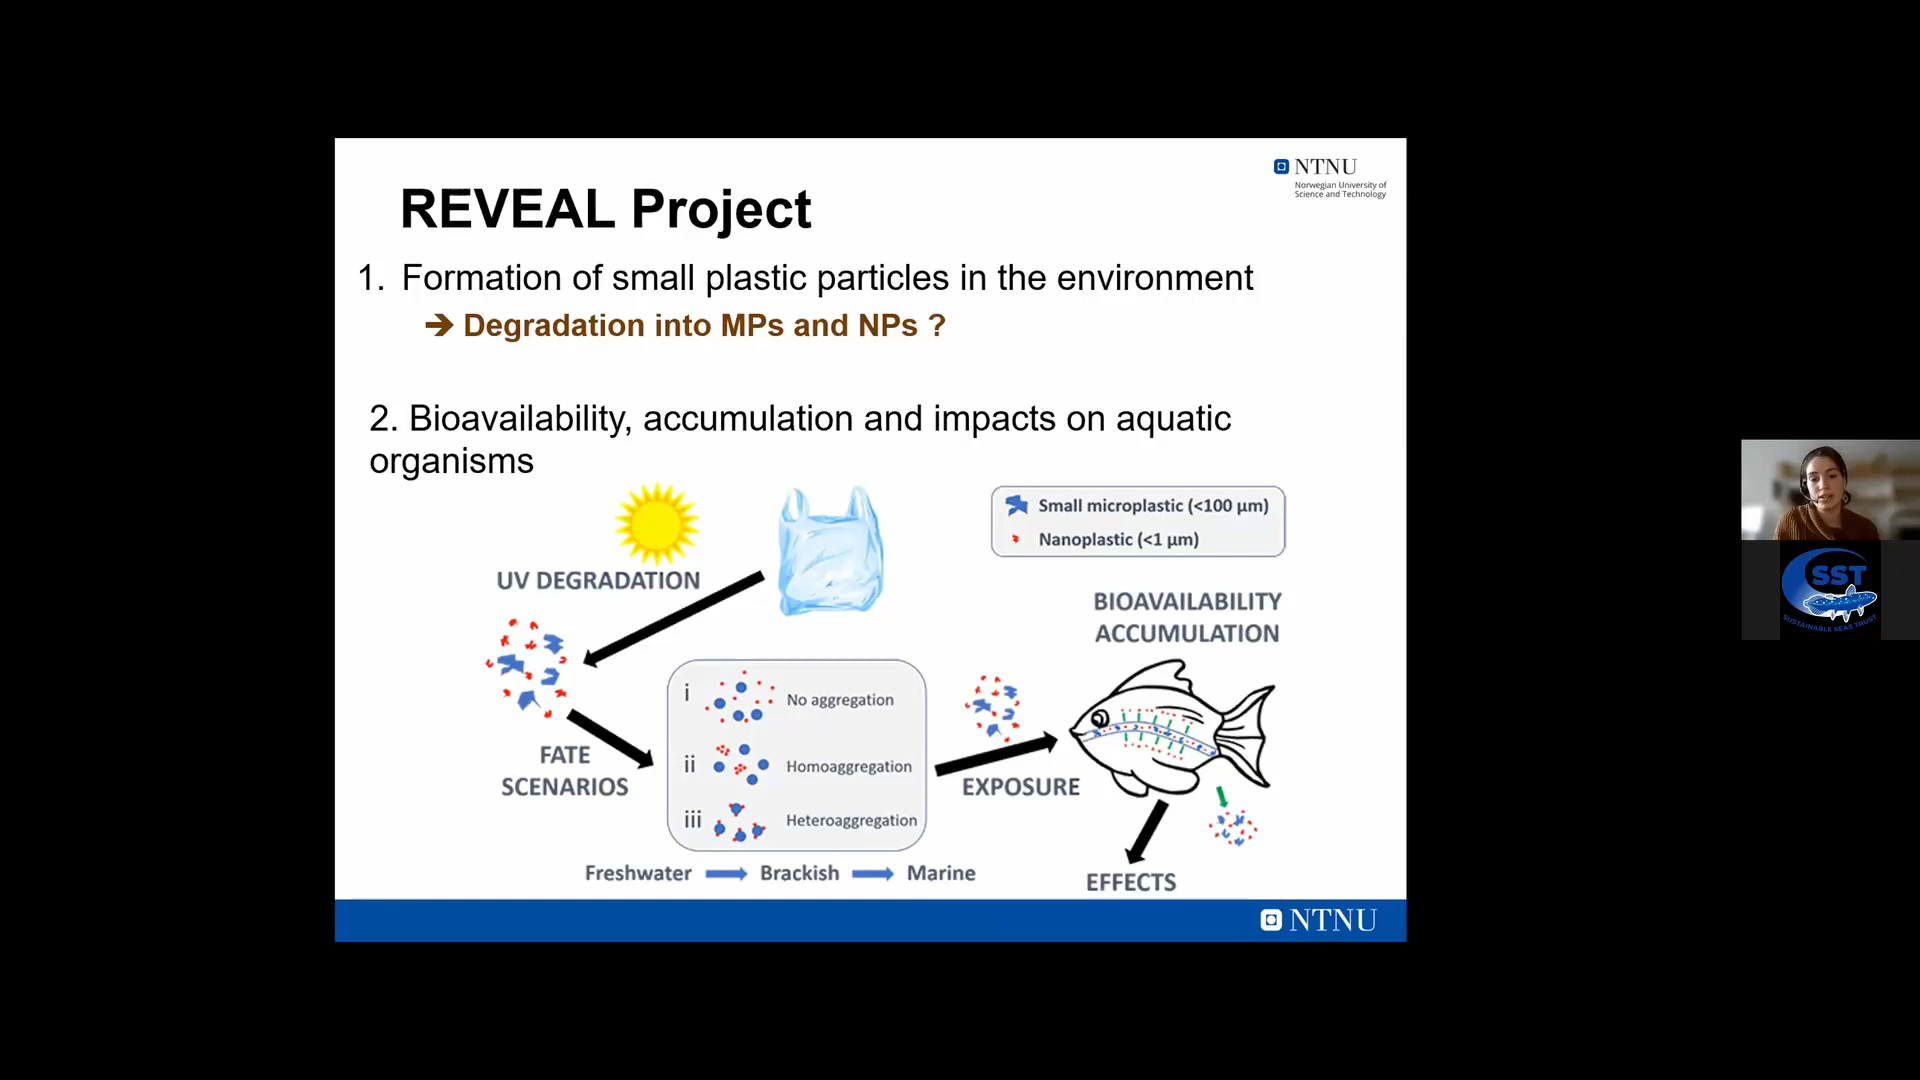 NTNU
Norwegian University of
Science and Technology
REVEAL Project
1. Formation of small plastic particles in the environment
➔ Degradation into MPs and NPs ?
2. Bioavailability, accumulation and impacts on aquatic
organisms
Small microplastic (<100 µm)
Nanoplastic (<1 µm)
UV DEGRADATION
BIOAVAILABILITY
ACCUMULATION
i No aggregation
ii Homoaggregation
iii Heteroaggregation
FATE
SCENARIOS
EXPOSURE
Freshwater Brackish Marine
EFFECTS
NTNU
SST
SUSTAINABLE SEAS TRUST